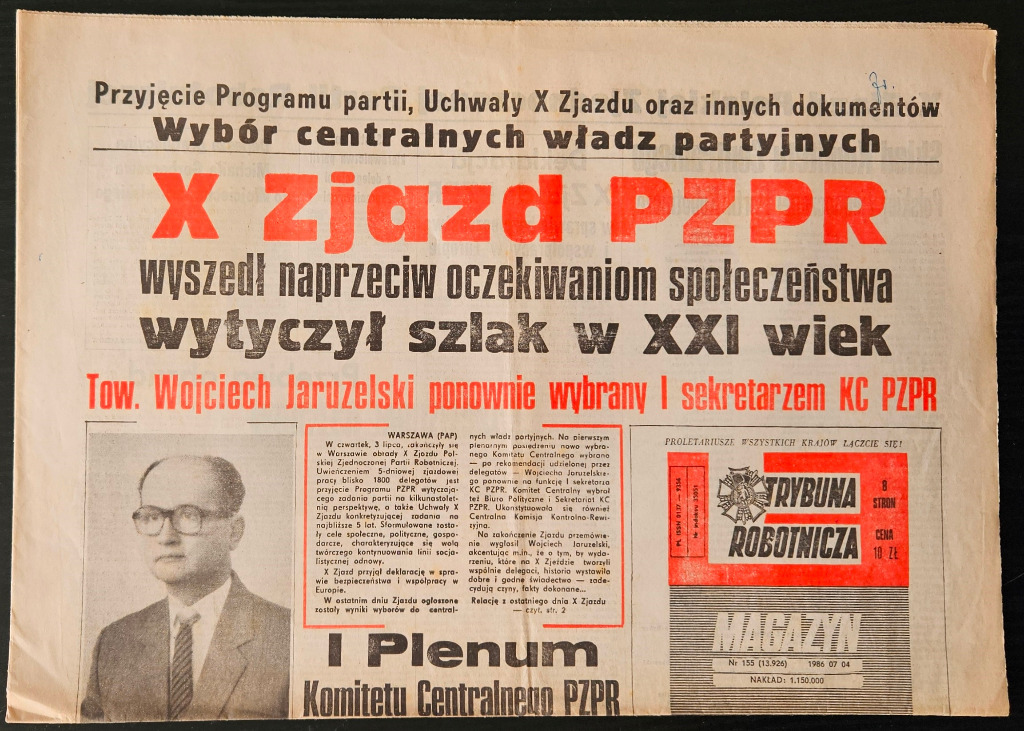 Przyjęcie Programu partii, Uchwały X Zjazdu oraz innych dokumentów
Wybór centralnych władz partyjnych
X Zjazd PZPR
wyszedł naprzeciw oczekiwaniom społeczeństwa
wytyczył szlak w XXI wiek
Tow. Wojciech Jaruzelski ponownie wybrany I sekretarzem KC PZPR
WARSZAWA (PAP)
W czwartek, 3 lipca, zakończyły się
w Warszawie obrady X Zjazdu Pol-
skiej Zjednoczonej Partii Robotniczej.
Uwieńczeniem 5-dniowej zjazdowej
pracy blisko 1800 delegatów jest
przyjęcie Programu PZPR wytyczają-
cego zadania partii na kilkunastolet-
nią perspektywę, a także Uchwały X
Zjazdu konkretyzującej zadania na
najbliższe 5 lat. Sformułowane zosta-
ły cele społeczne, polityczne, gospo-
darcze, charakteryzujące się wolą
twórczego kontynuowania linii socja-
listycznej odnowy.
X Zjazd przyjął deklarację w spra-
wie bezpieczeństwa i współpracy w
Europie.
W ostatnim dniu Zjazdu ogłoszone
zostały wyniki wyborów do central-
nych władz partyjnych. Na pierwszym
plenarnym posiedzeniu nowo wybra-
nego Komitetu Centralnego wybrano
— po rekomendacji udzielonej przez
delegatów — Wojciecha Jaruzelskie-
go ponownie na funkcję I sekretarza
KC PZPR. Komitet Centralny wybrał
też Biuro Polityczne i Sekretariat KC
PZPR. Ukonstytuowała się również
Centralna Komisja Kontrolno-Rewi-
zyjna.
Na zakończenie Zjazdu przemówie-
nie wygłosił Wojciech Jaruzelski,
akcentując m.in., że o tym, by wyda-
rzeniu, które na X Zjeździe tworzyli
wspólnie delegaci, historia wystawiła
dobre i godne świadectwo — zade-
cydują czyny, fakty dokonane...
Relację z ostatniego dnia X Zjazdu
— czyt. str. 2
I Plenum
Komitetu Centralnego PZPR
PROLETARIUSZE WSZYSTKICH KRAJÓW ŁĄCZCIE SIĘ!
PL ISSN 0137 — 9354
Nr indeksu 35051
TRYBUNA
ROBOTNICZA
8
STRON
CENA
10 ZŁ
MAGAZYN
Nr 155 (13.926) 1986 07 04
NAKŁAD: 1.150.000